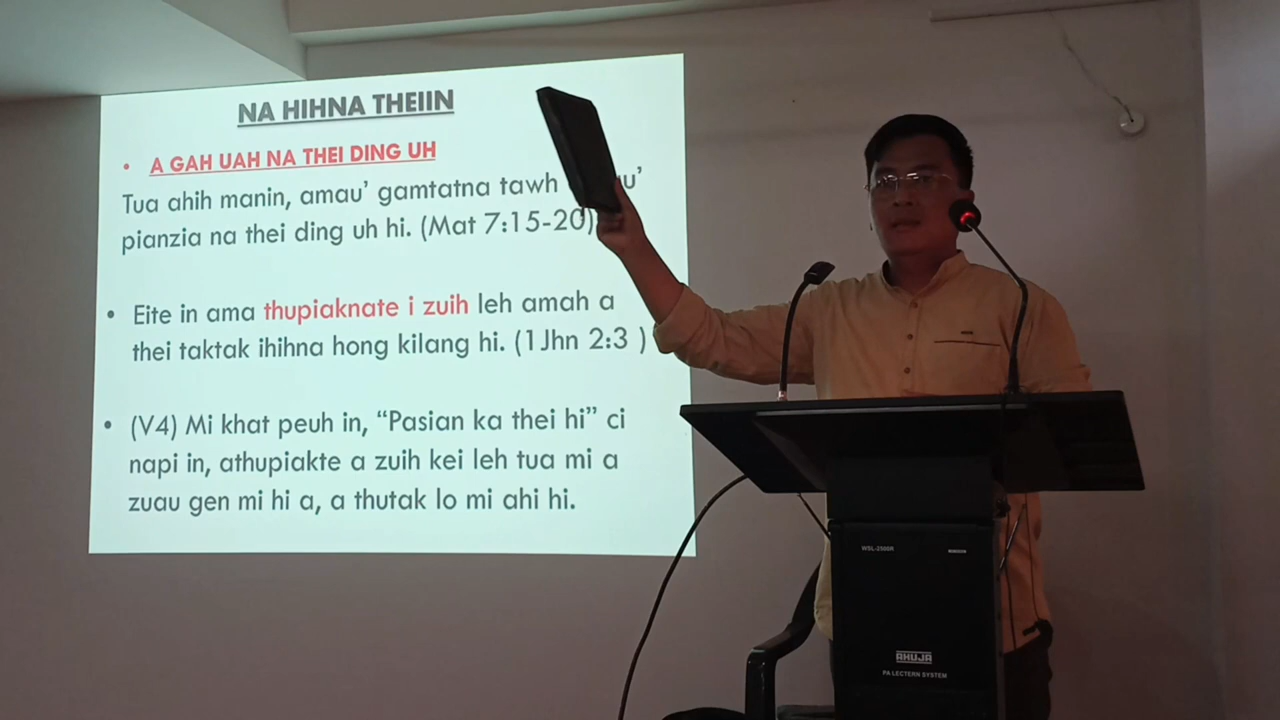 NA HIHNA THEIIN
• A GAH UAH NA THEI DING UH
Tua ahih manin, amau' gamtatna tawh
pianzia na thei ding uh hi. (Mat 7:15-20)
• Eite in ama thupiaknate i zuih leh amah a
thei taktak ihihna hong kilang hi. (1Jhn 2:3 )
• (V4) Mi khat peuh in, “Pasian ka thei hi” ci
napi in, athupiakte a zuih kei leh tua mi a
zuau gen mi hi a, a thutak lo mi ahi hi.
WSL-2500R
AHUJA
PA LECTERN SYSTEM